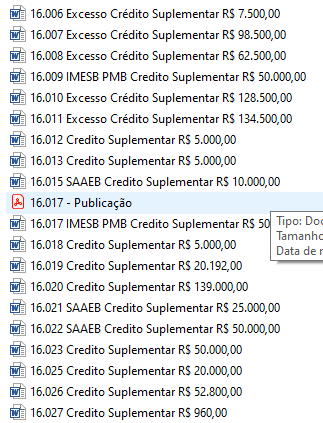 16.006 Excesso Crédito Suplementar R$ 7.500,00
16.007 Excesso Crédito Suplementar R$ 98.500,00
16.008 Excesso Crédito Suplementar R$ 62.500,00
16.009 IMESB PMB Credito Suplementar R$ 50.000,00
16.010 Excesso Crédito Suplementar R$ 128.500,00
16.011 Excesso Crédito Suplementar R$ 134.500,00
16.012 Credito Suplementar R$ 5.000,00
16.013 Credito Suplementar R$ 5.000,00
16.015 SAAEB Credito Suplementar R$ 10.000,00
16.017 - Publicação
16.017 IMESB PMB Credito Suplementar R$ 50
Tipo: Doc
16.018 Credito Suplementar R$ 5.000,00
Tamanho
16.019 Credito Suplementar R$ 20.192,00
Data de
16.020 Credito Suplementar R$ 139.000,00
16.021 SAAEB Credito Suplementar R$ 25.000,00
16.022 SAAEB Credito Suplementar R$ 50.000,00
16.023 Credito Suplementar R$ 50.000,00
16.025 Credito Suplementar R$ 20.000,00
16.026 Credito Suplementar R$ 52.800,00
16.027 Credito Suplementar R$ 960,00